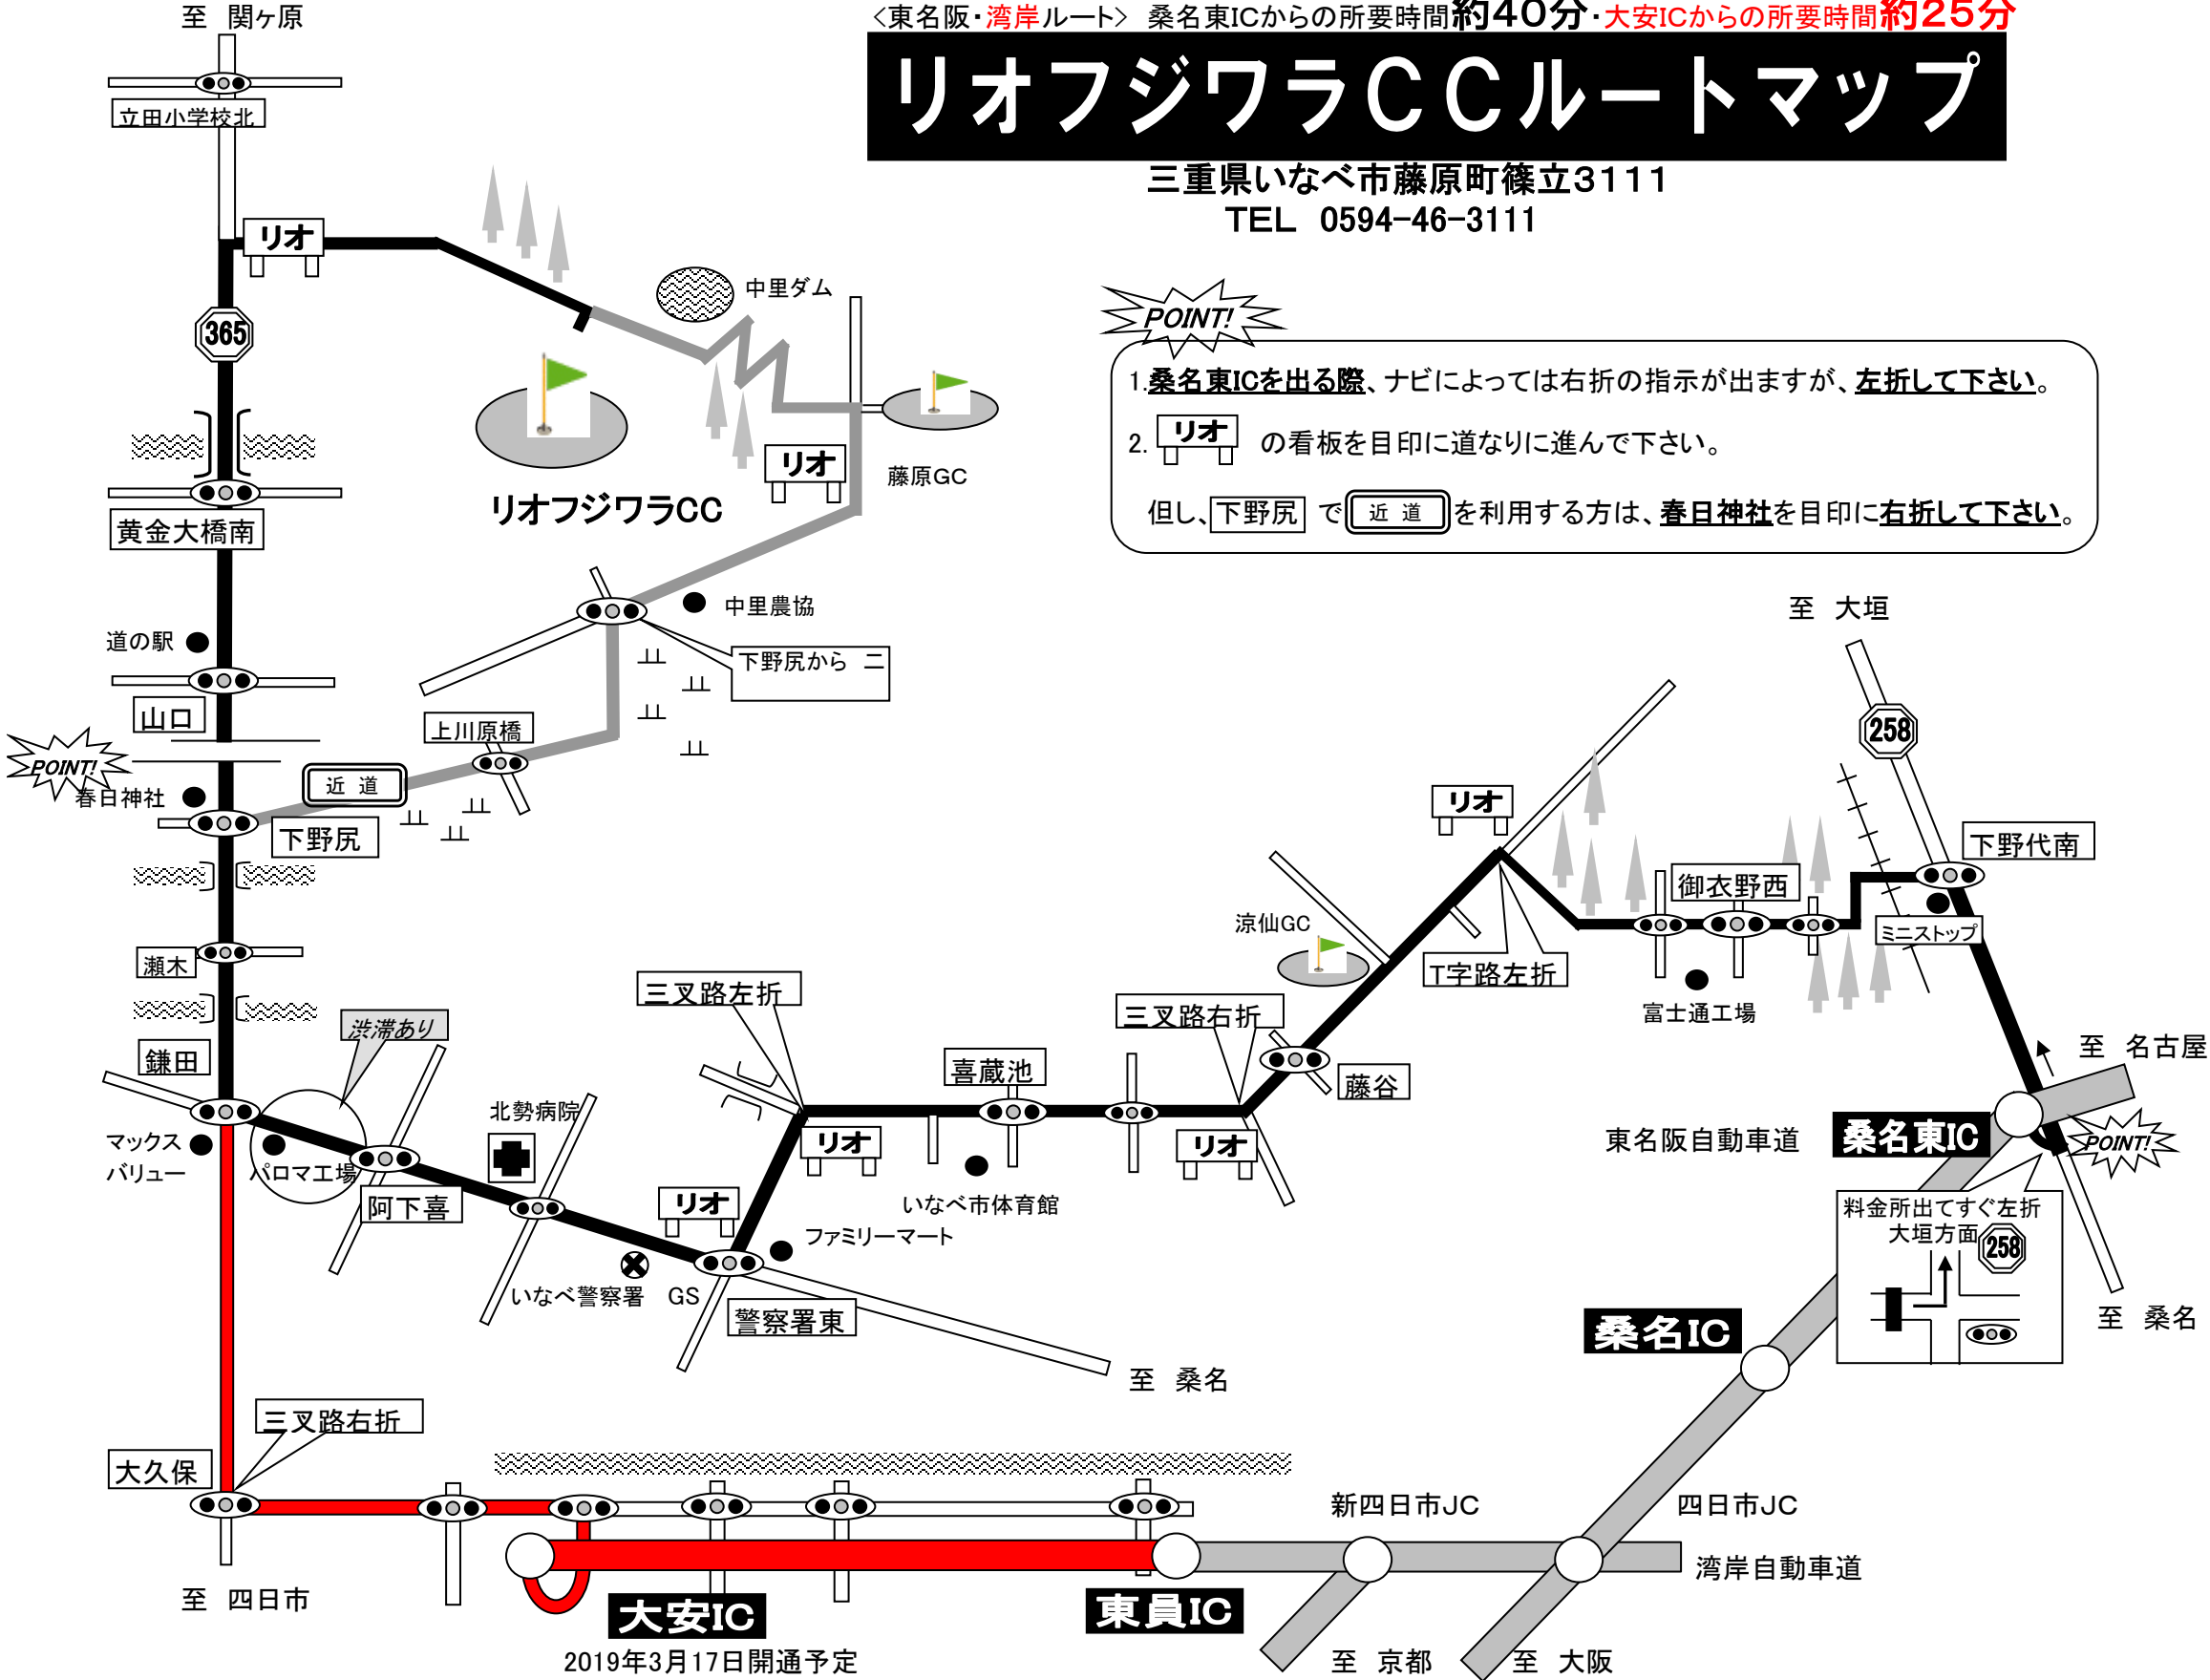 至　関ヶ原
<東名阪・湾岸ルート>　桑名東ICからの所要時間約40分・大安ICからの所要時間約25分
リオフジワラCCルートマップ
三重県いなべ市藤原町篠立3111
TEL　0594-46-3111
立田小学校北
リオ
365
中里ダム
POINT!
1.桑名東ICを出る際、ナビによっては右折の指示が出ますが、左折して下さい。
2. リオ の看板を目印に道なりに進んで下さい。
但し、下野尻 で 近 道 を利用する方は、春日神社を目印に右折して下さい。
リオ
藤原GC
リオフジワラCC
黄金大橋南
中里農協
下野尻から　二
道の駅
山口
上川原橋
POINT!
春日神社
近 道
下野尻
至　大垣
258
リオ
下野代南
御衣野西
ミニストップ
涼仙GC
T字路左折
富士通工場
瀬木
三叉路左折
三叉路右折
渋滞あり
鎌田
喜蔵池
藤谷
至　名古屋
北勢病院
マックス
バリュー
パロマ工場
阿下喜
リオ
リオ
リオ
いなべ市体育館
ファミリーマート
東名阪自動車道
桑名東IC
POINT!
料金所出てすぐ左折
大垣方面 258
いなべ警察署
GS
警察署東
至　桑名
桑名IC
至　桑名
三叉路右折
大久保
新四日市JC
四日市JC
湾岸自動車道
至　四日市
大安IC
東員IC
2019年3月17日開通予定
至　京都
至　大阪